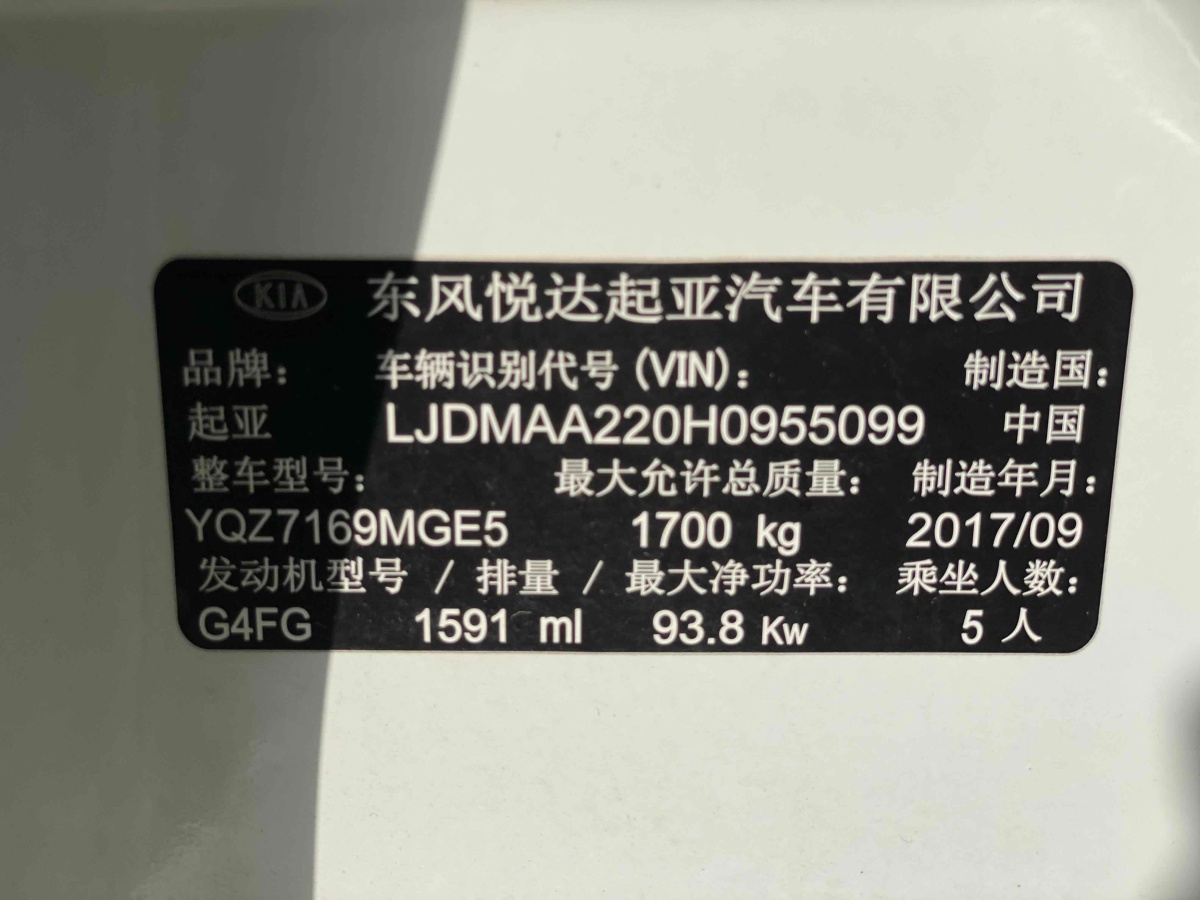 KIA 东风悦达起亚汽车有限公司
品牌： 车辆识别代号 (VIN)： 制造国：
起亚 LJDMAA220H0955099 中国
整车型号： 最大允许总质量： 制造年月：
YQZ7169MGE5 1700 kg 2017/09
发动机型号 / 排量 / 最大净功率： 乘坐人数：
G4FG 1591 ml 93.8 Kw 5 人